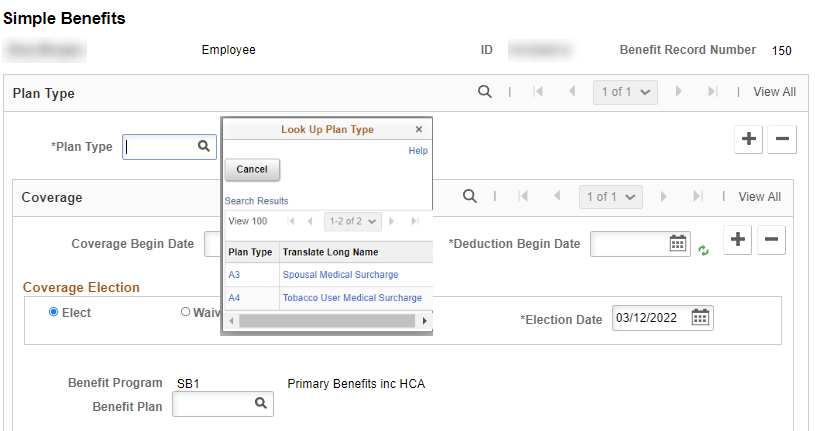 Simple Benefits
Employee ID Benefit Record Number 150
Plan Type 1 of 1 View All
*Plan Type
Look Up Plan Type ×
Help
Cancel
Search Results
View 100 1-2 of 2
Plan Type Translate Long Name
A3 Spousal Medical Surcharge
A4 Tobacco User Medical Surcharge
Coverage 1 of 1 View All
Coverage Begin Date *Deduction Begin Date
Coverage Election
Elect Waiv *Election Date 03/12/2022
Benefit Program SB1 Primary Benefits inc HCA
Benefit Plan